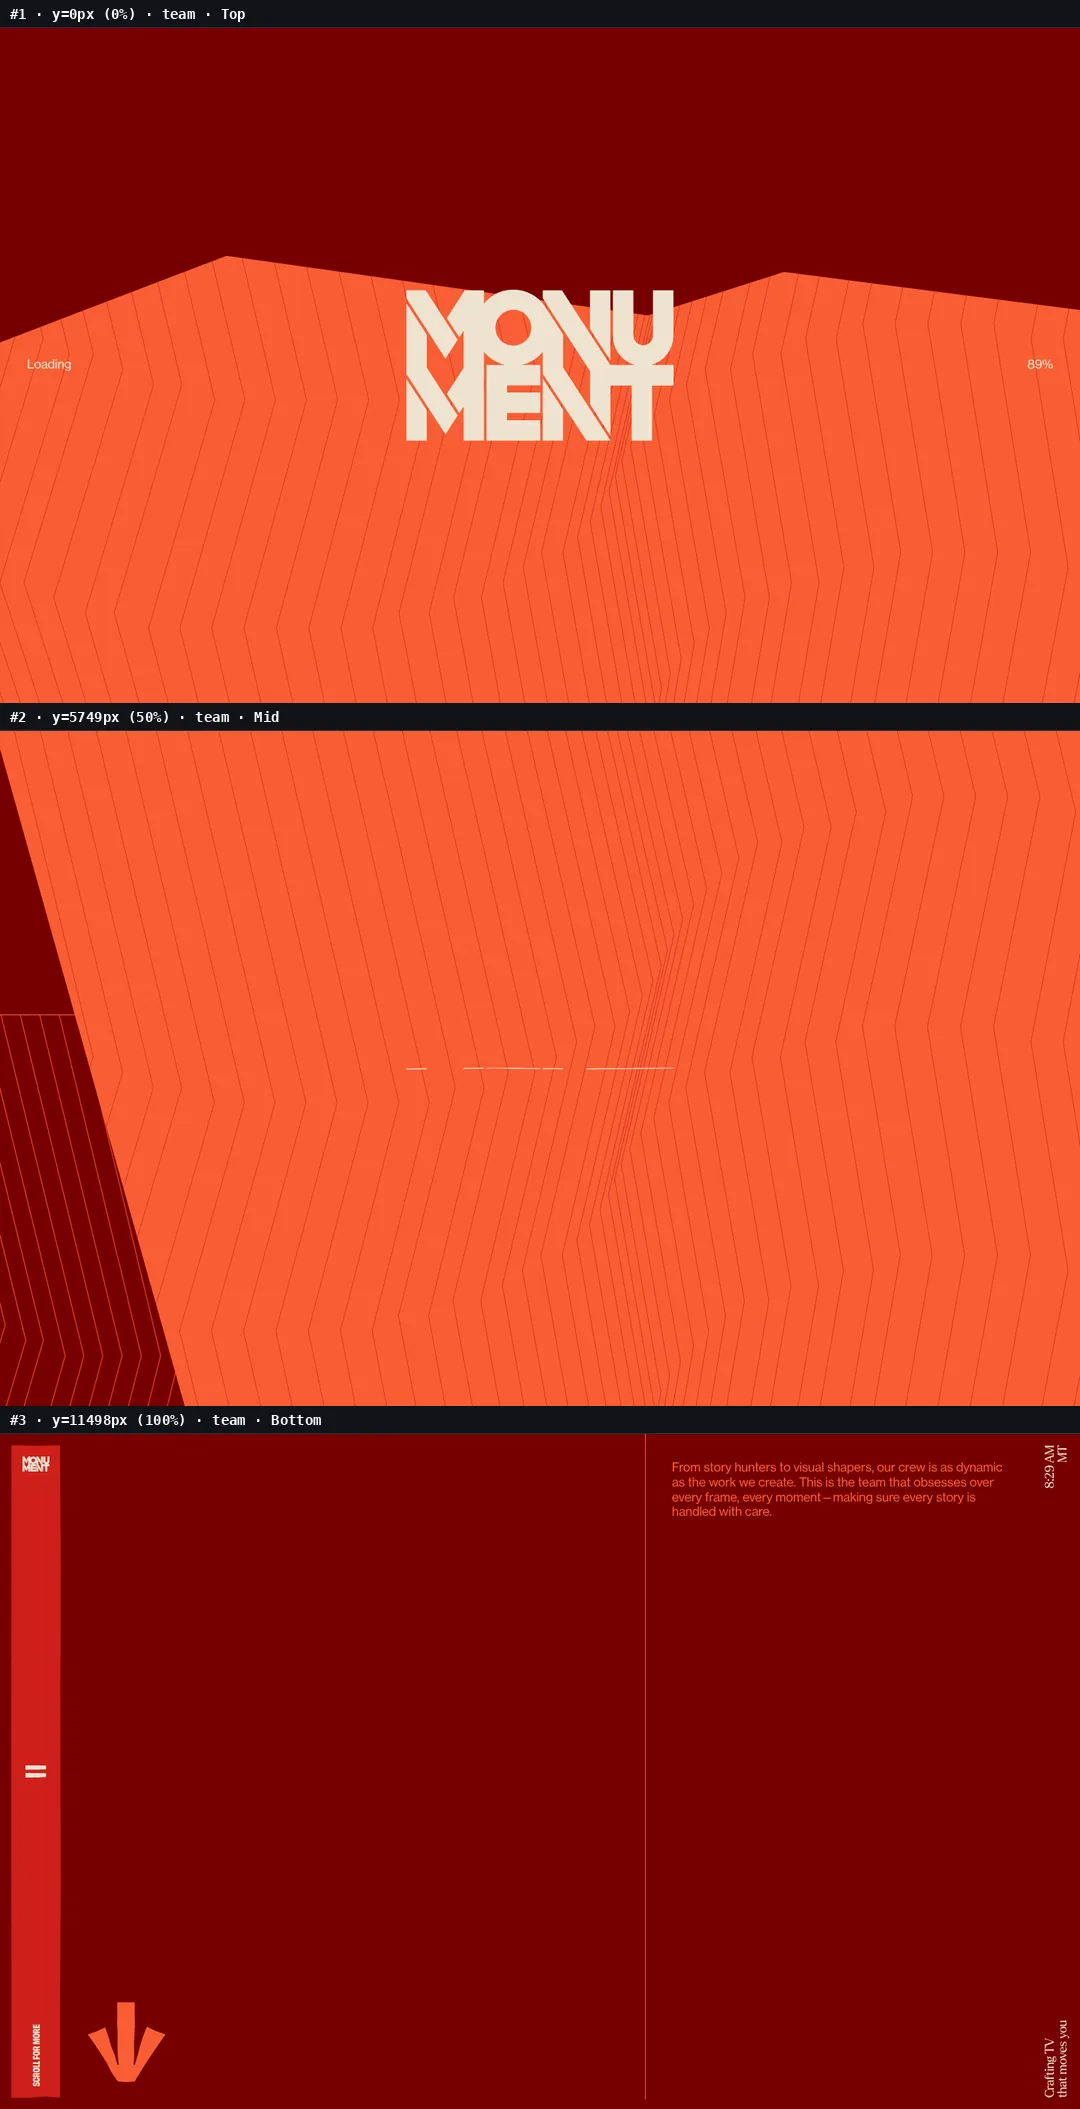 #1 · y=0px (0%) · team · Top
MONU
MENT
Loading
89%
#2 · y=5749px (50%) · team · Mid
#3 · y=11498px (100%) · team · Bottom
MONU
MENT
From story hunters to visual shapers, our crew is as dynamic
as the work we create. This is the team that obsesses over
every frame, every moment – making sure every story is
handled with care.
8:29 AM
MT
SCROLL FOR MORE
Crafting TV
that moves you